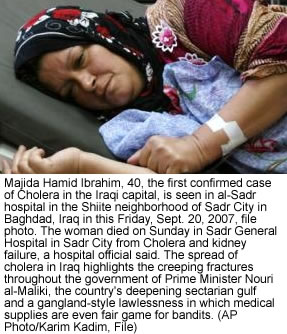 Majida Hamid Ibrahim, 40, the first confirmed case
of Cholera in the Iraqi capital, is seen in al-Sadr
hospital in the Shiite neighborhood of Sadr City in
Baghdad, Iraq in this Friday, Sept. 20, 2007, file
photo. The woman died on Sunday in Sadr General
Hospital in Sadr City from Cholera and kidney
failure, a hospital official said. The spread of
cholera in Iraq highlights the creeping fractures
throughout the government of Prime Minister Nouri
al-Maliki, the country's deepening sectarian gulf
and a gangland-style lawlessness in which medical
supplies are even fair game for bandits. (AP
Photo/Karim Kadim, File)